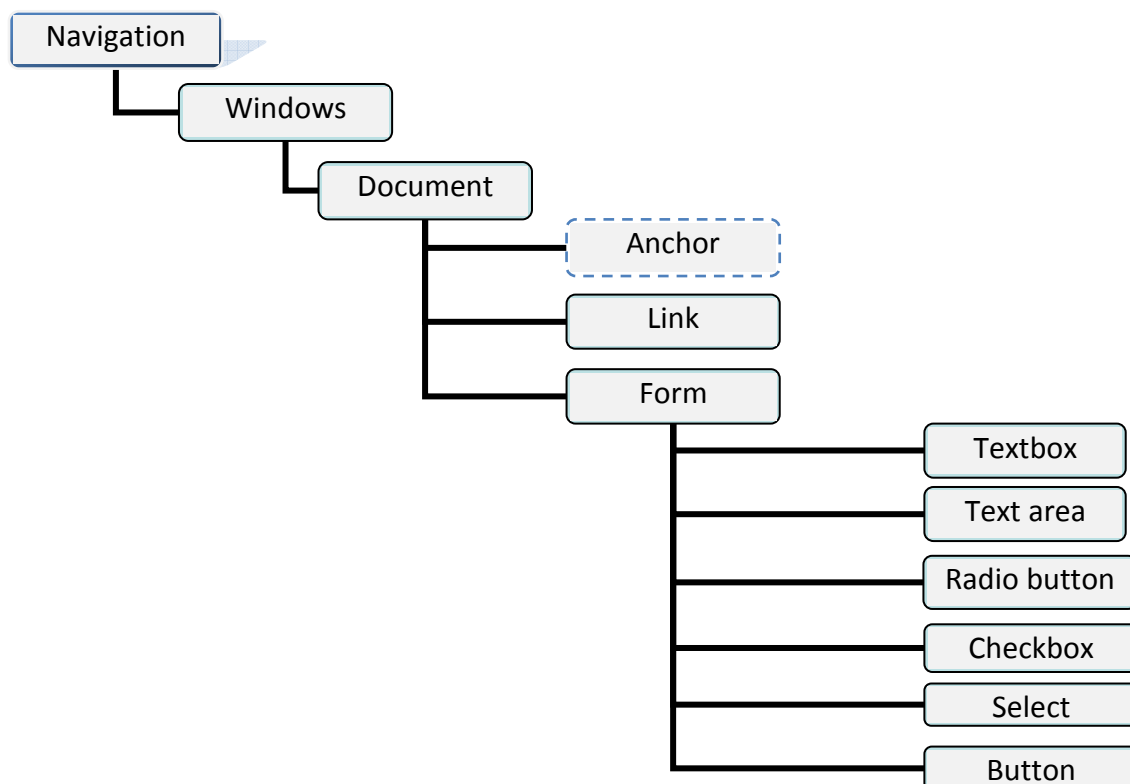 Navigation
Windows
Document
Anchor
Link
Form
Textbox
Text area
Radio button
Checkbox
Select
Button